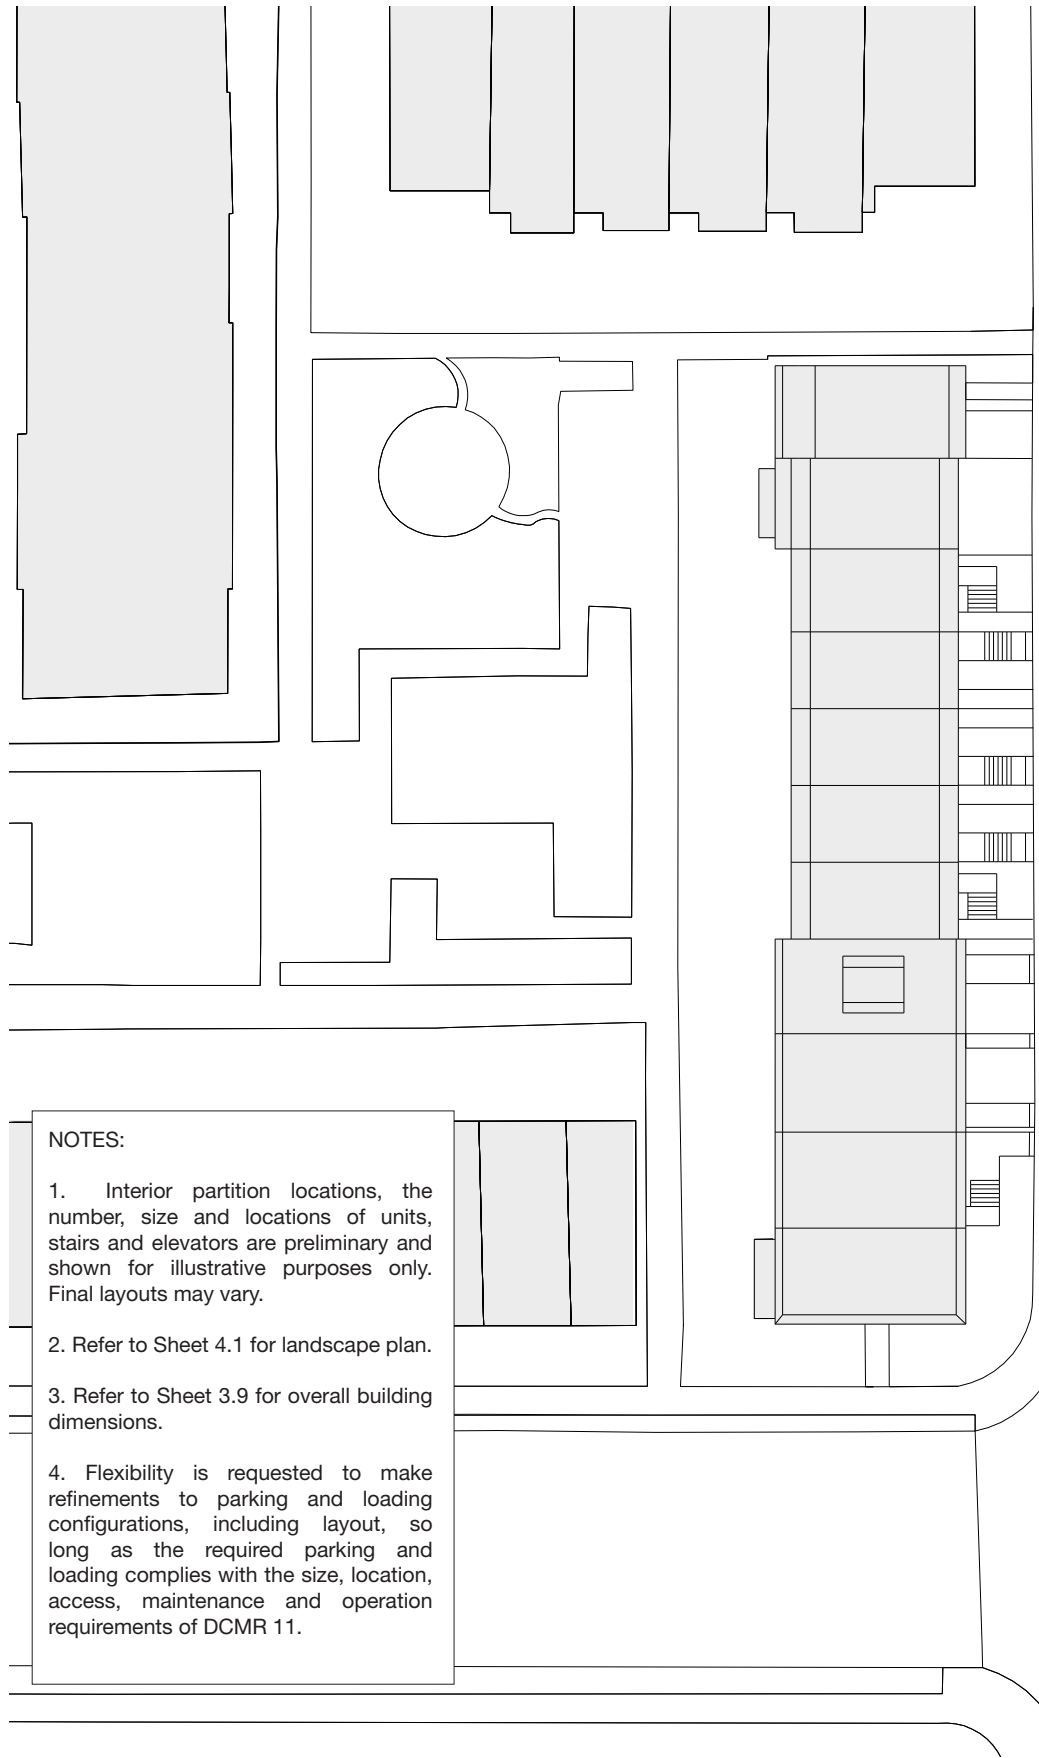 NOTES:
1. Interior partition locations, the
number, size and locations of units,
stairs and elevators are preliminary and
shown for illustrative purposes only.
Final layouts may vary.
2. Refer to Sheet 4.1 for landscape plan.
3. Refer to Sheet 3.9 for overall building
dimensions.
4. Flexibility is requested to make
refinements to parking and loading
configurations, including layout, so
long as the required parking and
loading complies with the size, location,
access, maintenance and operation
requirements of DCMR 11.